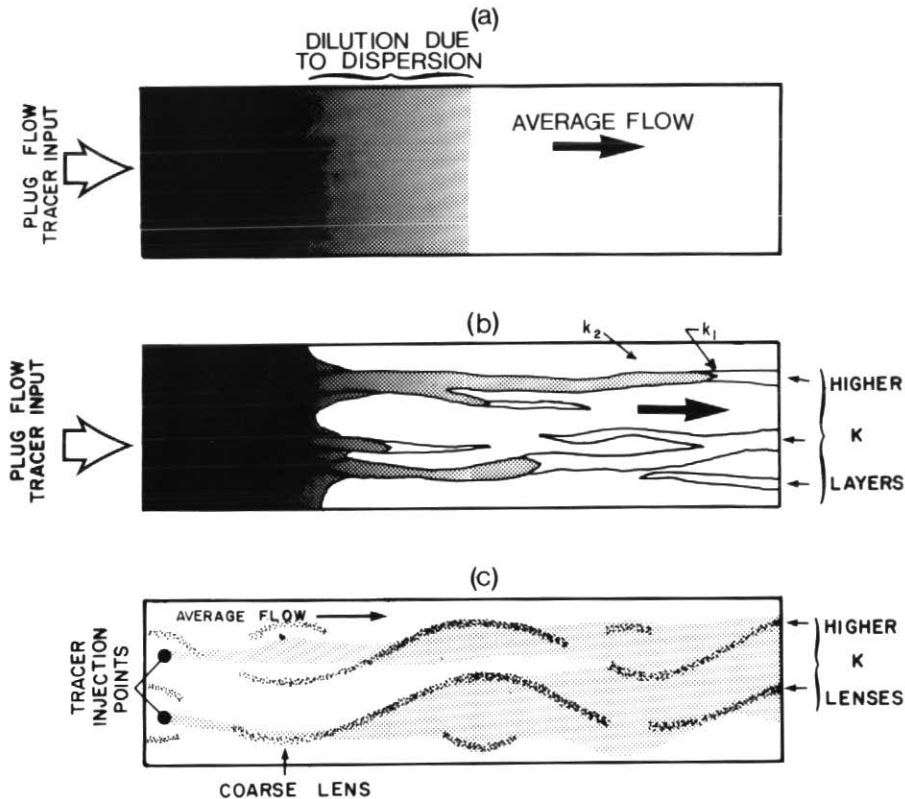 (a)
DILUTION DUE
TO DISPERSION
PLUG FLOW
TRACER INPUT
AVERAGE FLOW
(b)
k2
k1
PLUG FLOW
TRACER INPUT
HIGHER
K
LAYERS
(c)
AVERAGE FLOW
TRACER
INJECTION
POINTS
HIGHER
K
LENSES
COARSE LENS